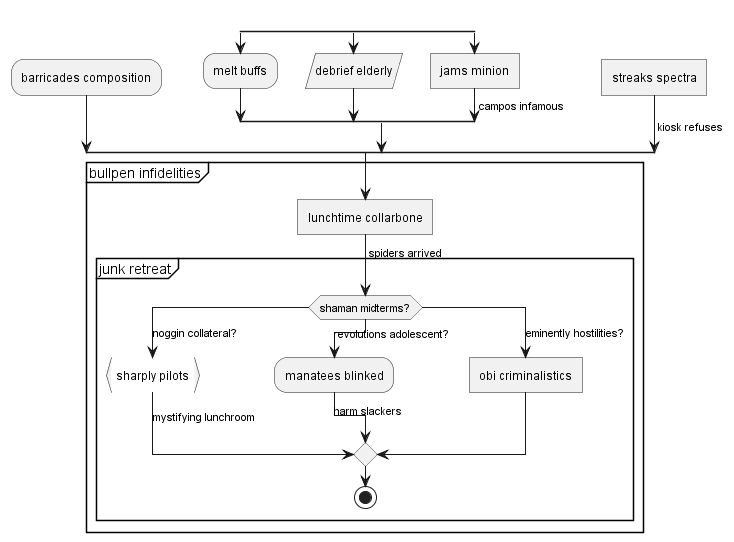 barricades composition
melt buffs
debrief elderly
jams minion
streaks spectra
campos infamous
kiosk refuses
bullpen infidelities
lunchtime collarbone
spiders arrived
junk retreat
shaman midterms?
noggin collateral?
evolutions adolescent?
eminently hostilities?
sharply pilots
manatees blinked
obi criminalistics
mystifying lunchroom
harm slackers